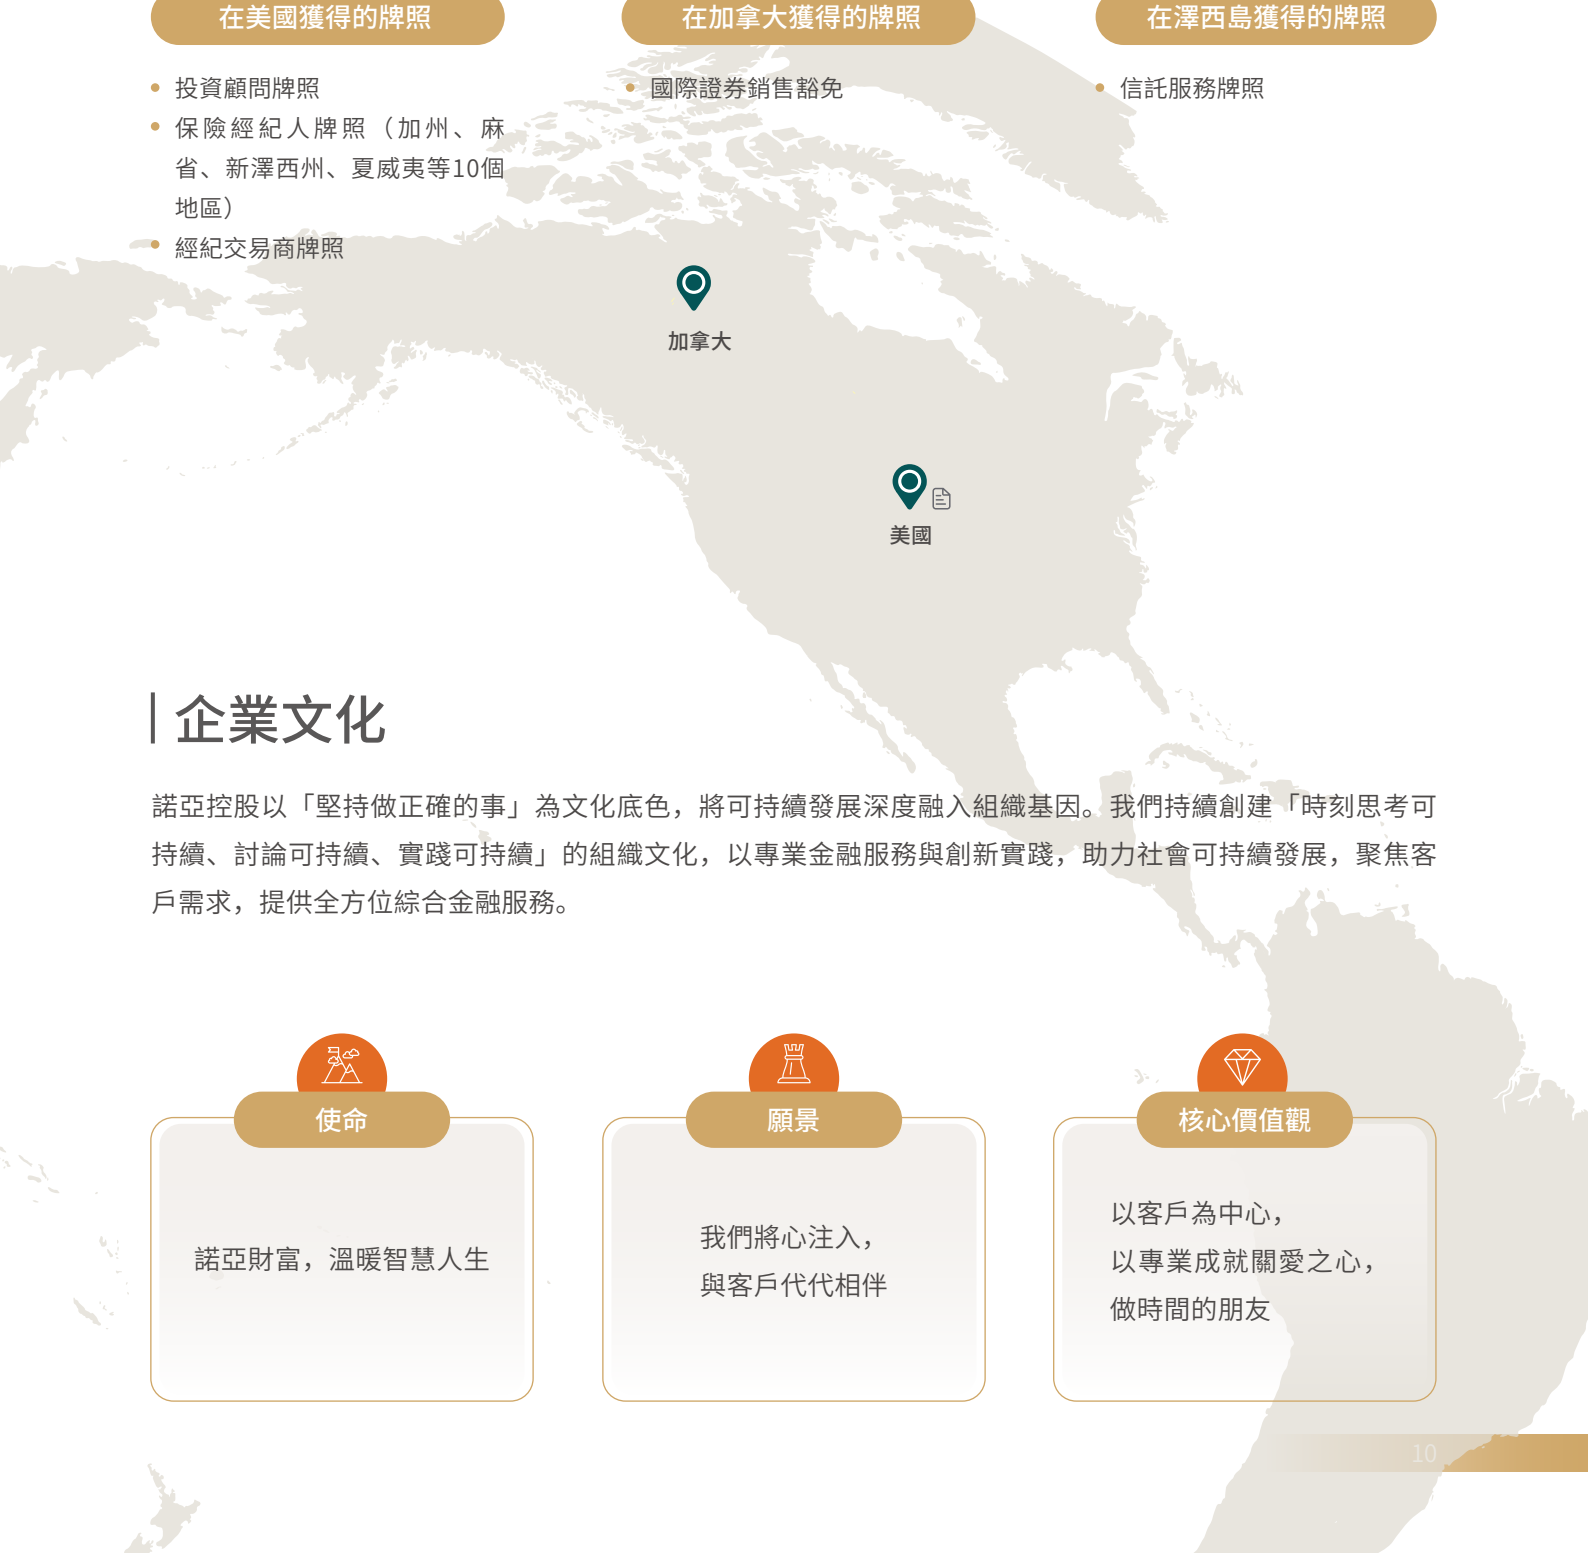 在美國獲得的牌照
投資顧問牌照
保險經紀人牌照（加州、麻
省、新澤西州、夏威夷等10個
地區）
經紀交易商牌照
在加拿大獲得的牌照
國際證券銷售豁免
在澤西島獲得的牌照
信託服務牌照
加拿大
美國
企業文化
諾亞控股以「堅持做正確的事」為文化底色，將可持續發展深度融入組織基因。我們持續創建「時刻思考可
持續、討論可持續、實踐可持續」的組織文化，以專業金融服務與創新實踐，助力社會可持續發展，聚焦客
戶需求，提供全方位綜合金融服務。
使命
諾亞財富，溫暖智慧人生
願景
我們將心注入，
與客戶代代相伴
核心價值觀
以客戶為中心，
以專業成就關愛之心，
做時間的朋友
10